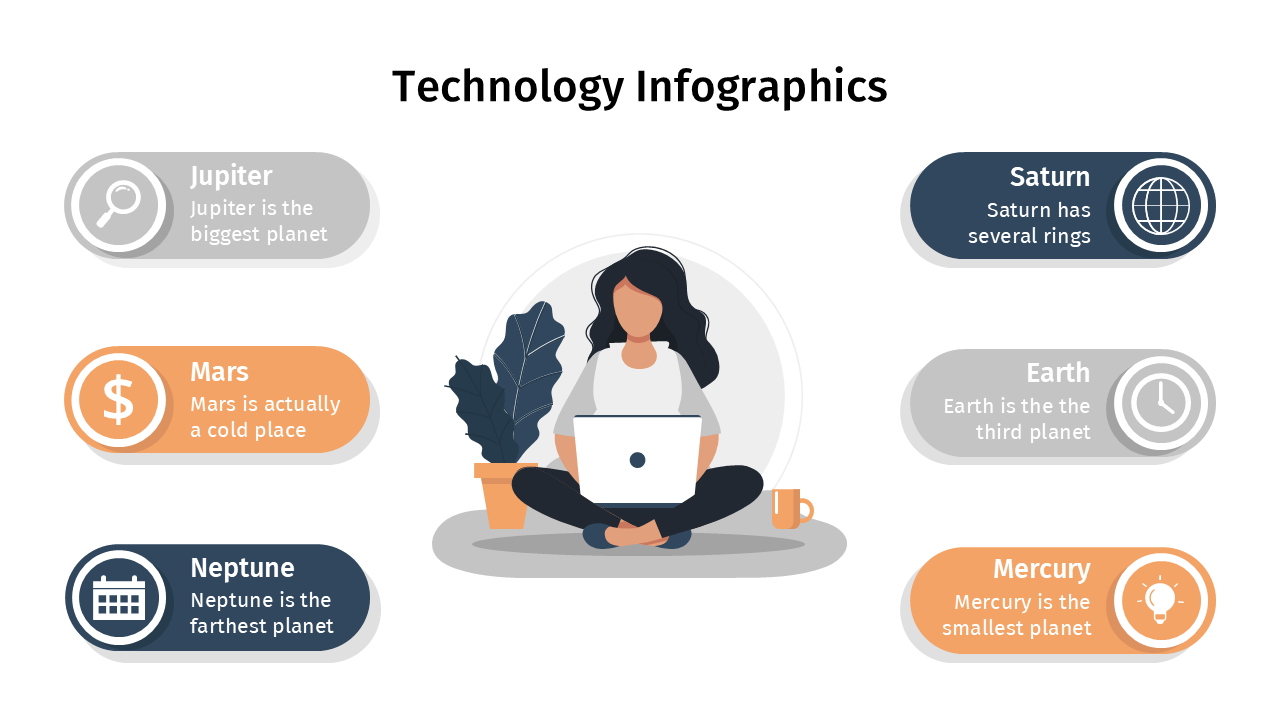 Technology Infographics
Jupiter
Jupiter is the
biggest planet
Mars
Mars is actually
a cold place
Neptune
Neptune is the
farthest planet
Saturn
Saturn has
several rings
Earth
Earth is the the
third planet
Mercury
Mercury is the
smallest planet